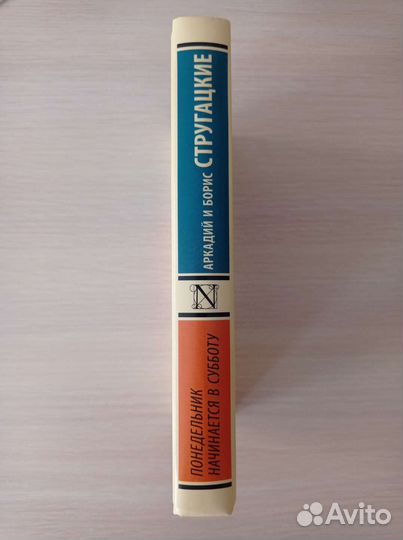 АРКАДИЙ И БОРИС СТРУГАЦКИЕ
N
ПОНЕДЕЛЬНИК
НАЧИНАЕТСЯ В СУББОТУ
Avito